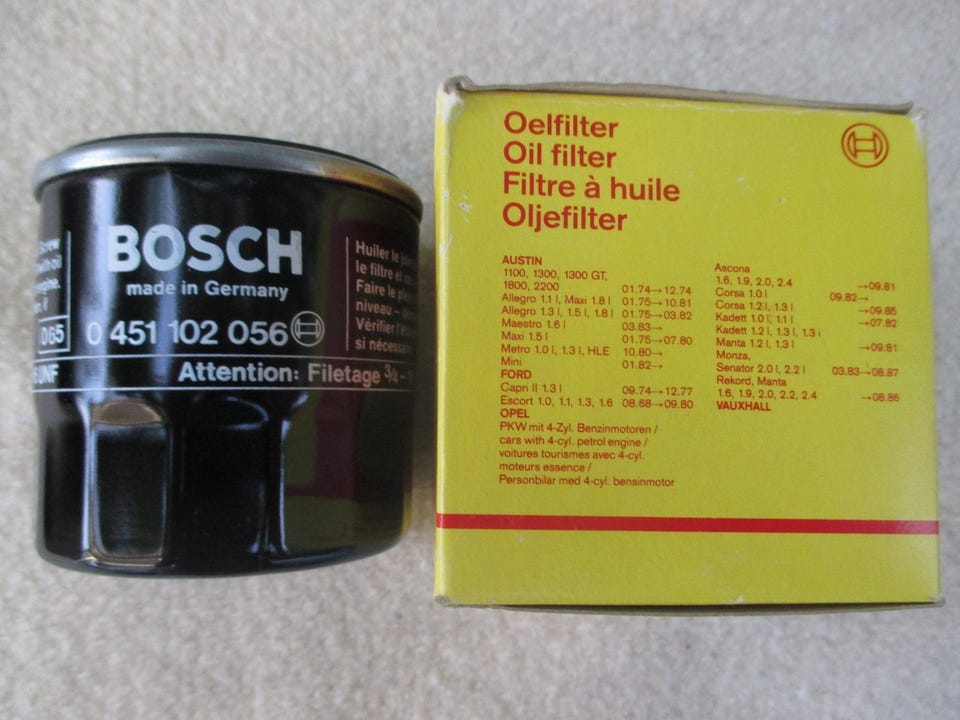 Screw
with oil
engine.
065
UNF
BOSCH
made in Germany
0 451 102 056
Huiler le
le filtre et
Faire le
niveau –
Vérifier l'
si nécessaire
Attention: Filetage 3/4 –
Oelfilter
Oil filter
Filtre à huile
Oljefilter
AUSTIN
1100, 1300, 1300 GT,
1800, 2200 01.74→12.74
Allegro 1.1 l, Maxi 1.8 l 01.75→10.81
Allegro 1.3 l, 1.5 l, 1.8 l 01.75→03.82
Maestro 1.6 l 03.83→
Maxi 1.5 l 01.75→07.80
Metro 1.0 l, 1.3 l, HLE 10.80→
Mini 01.82→
FORD
Capri II 1.3 l 09.74→12.77
Escort 1.0, 1.1, 1.3, 1.6 08.68→09.80
OPEL
PKW mit 4-Zyl. Benzinmotoren /
cars with 4-cyl. petrol engine /
voitures tourismes avec 4-cyl.
moteurs essence /
Personbilar med 4-cyl. bensinmotor
Ascona
1.6, 1.9, 2.0, 2.4 →09.81
Corsa 1.0 l 09.82→
Corsa 1.2 l, 1.3 l →09.85
Kadett 1.0 l, 1.1 l →07.82
Kadett 1.2 l, 1.3 l, 1.3 i
Manta 1.2 l, 1.3 l →09.81
Monza,
Senator 2.0 l, 2.2 l 03.83→08.87
Rekord, Manta
1.6, 1.9, 2.0, 2.2, 2.4 →08.86
VAUXHALL